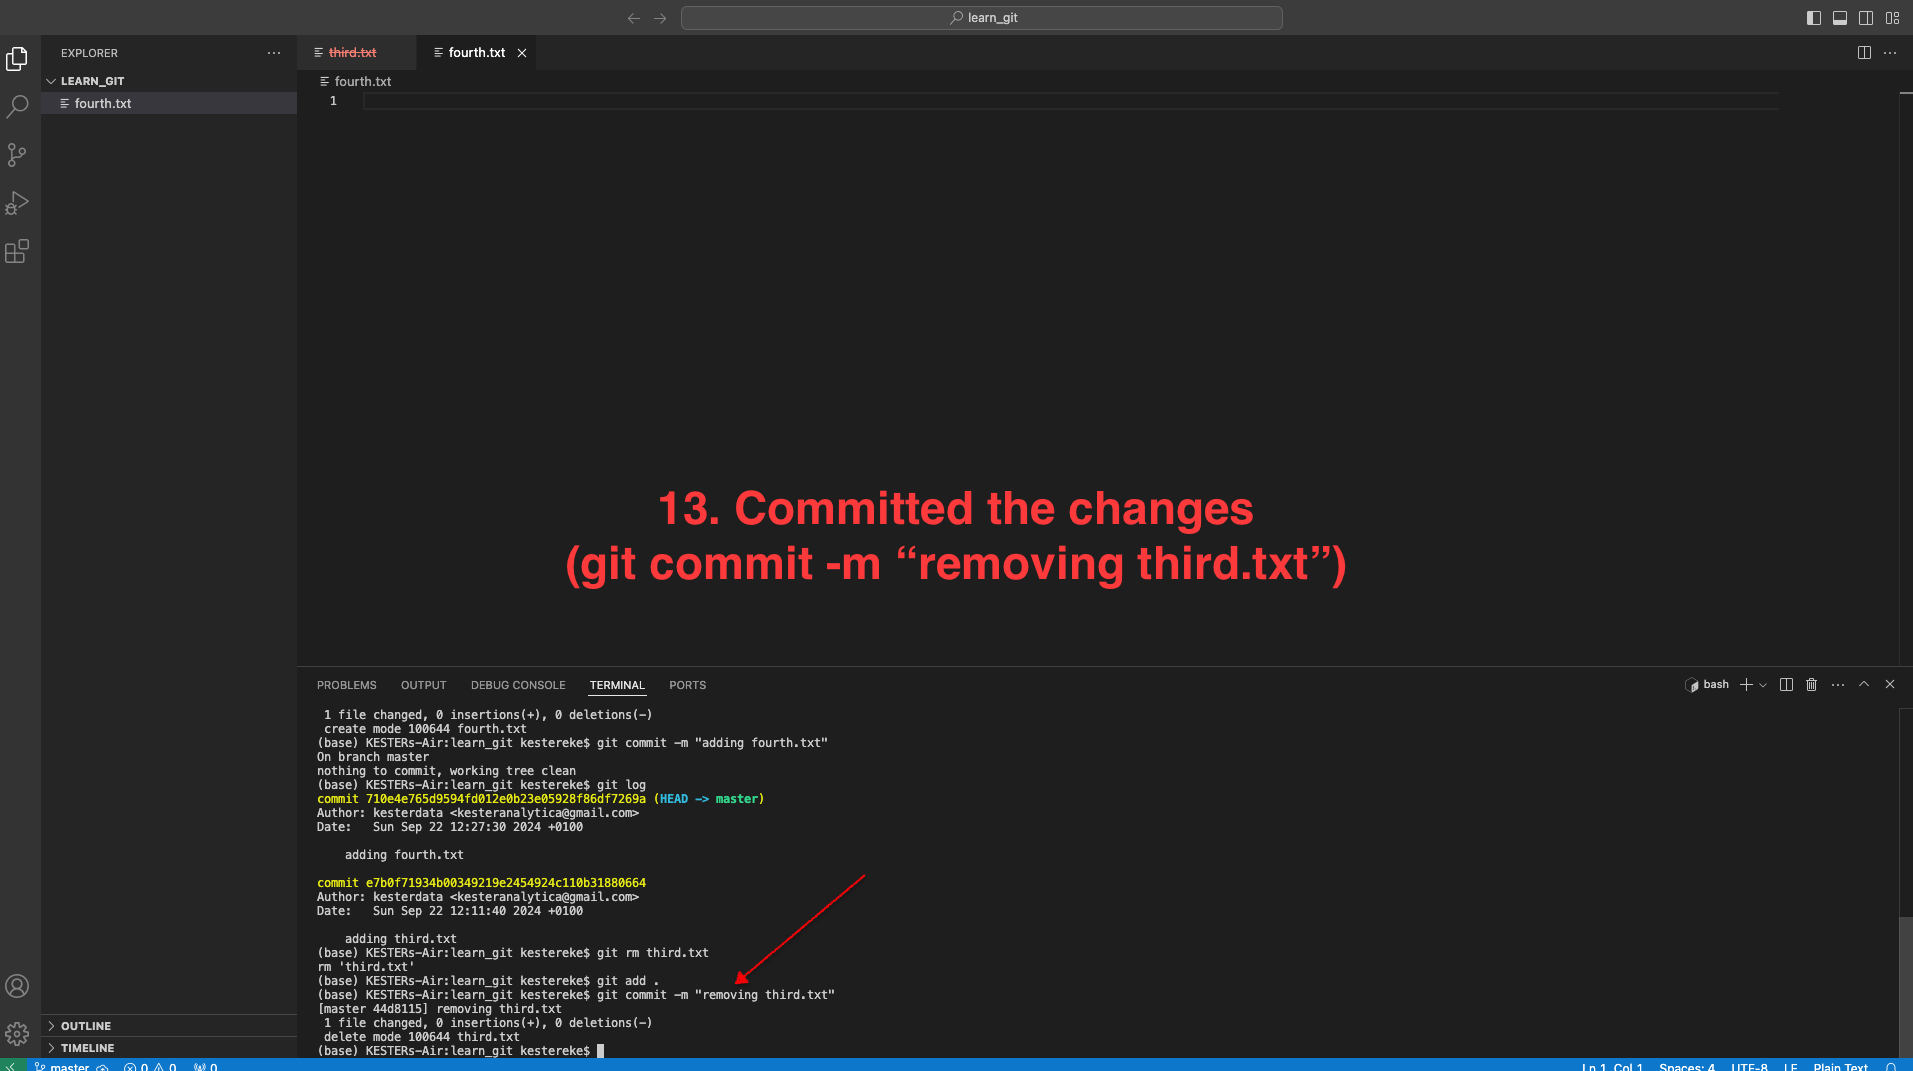 learn_git
EXPLORER
third.txt
fourth.txt
LEARN_GIT
fourth.txt
fourth.txt
1
13. Committed the changes
(git commit -m “removing third.txt”)
PROBLEMS OUTPUT DEBUG CONSOLE TERMINAL PORTS
bash
1 file changed, 0 insertions(+), 0 deletions(-)
create mode 100644 fourth.txt
(base) KESTERs-Air:learn_git kestereke$ git commit -m "adding fourth.txt"
On branch master
nothing to commit, working tree clean
(base) KESTERs-Air:learn_git kestereke$ git log
commit 710e4e765d9594fd012e0b23e05928f86df7269a (HEAD -> master)
Author: kesterdata <kesteranalytica@gmail.com>
Date:   Sun Sep 22 12:27:30 2024 +0100
adding fourth.txt
commit e7b0f71934b00349219e2454924c110b31880664
Author: kesterdata <kesteranalytica@gmail.com>
Date:   Sun Sep 22 12:11:40 2024 +0100
adding third.txt
(base) KESTERs-Air:learn_git kestereke$ git rm third.txt
rm 'third.txt'
(base) KESTERs-Air:learn_git kestereke$ git add .
(base) KESTERs-Air:learn_git kestereke$ git commit -m "removing third.txt"
[master 44d8115] removing third.txt
1 file changed, 0 insertions(+), 0 deletions(-)
delete mode 100644 third.txt
(base) KESTERs-Air:learn_git kestereke$
OUTLINE
TIMELINE
master 0 0 0
Ln 1, Col 1 Spaces: 4 UTF-8 LF Plain Text